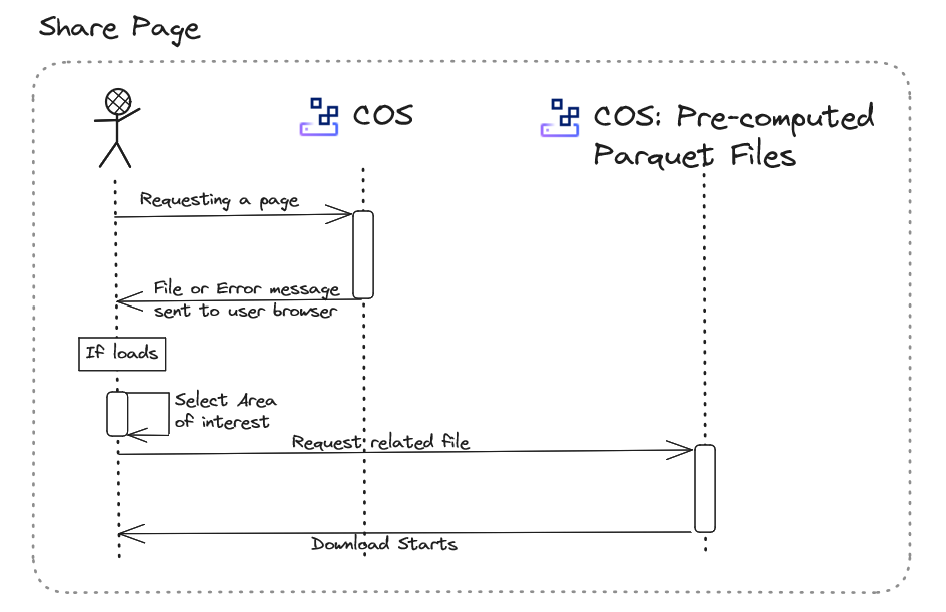 Share Page
COS
COS: Pre-computed
Parquet Files
Requesting a page
File or Error message
sent to user browser
If loads
Select Area
of interest
Request related file
Download Starts